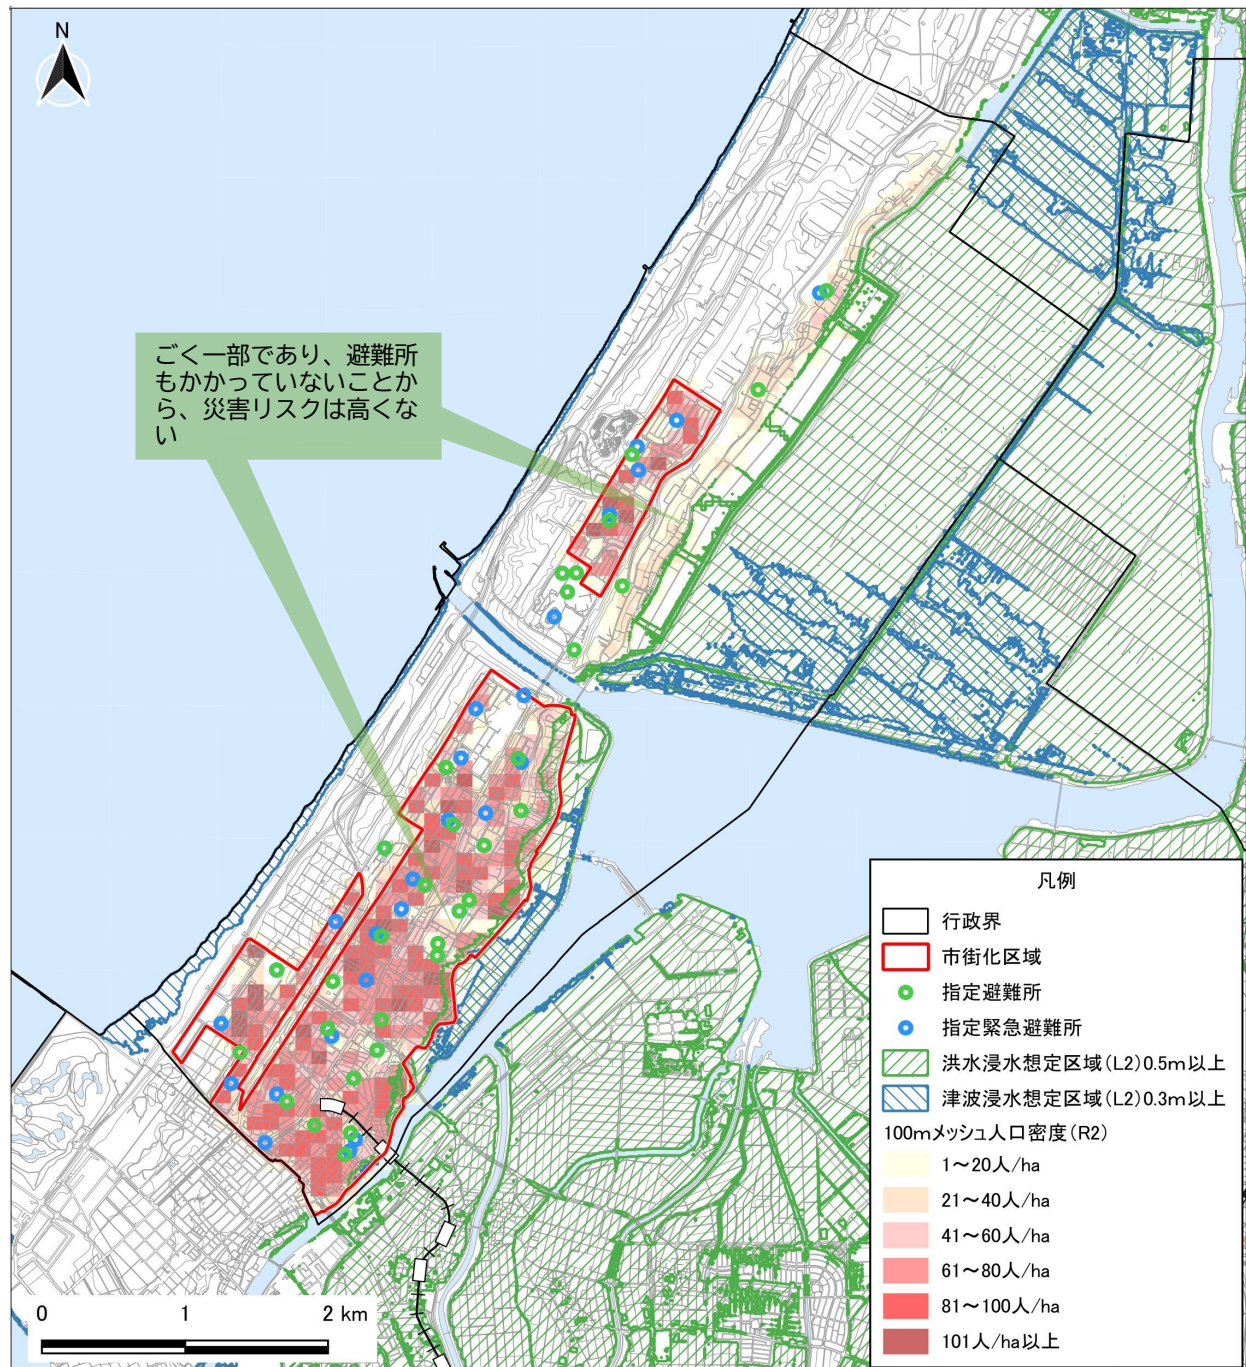 N
ごく一部であり、避難所
もかかっていないことか
ら、災害リスクは高くな
い
凡例
行政界
市街化区域
指定避難所
指定緊急避難所
洪水浸水想定区域(L2)0.5m以上
津波浸水想定区域(L2)0.3m以上
100mメッシュ人口密度(R2)
1～20人/ha
21～40人/ha
41～60人/ha
61～80人/ha
81～100人/ha
101人/ha以上
0 1 2 km